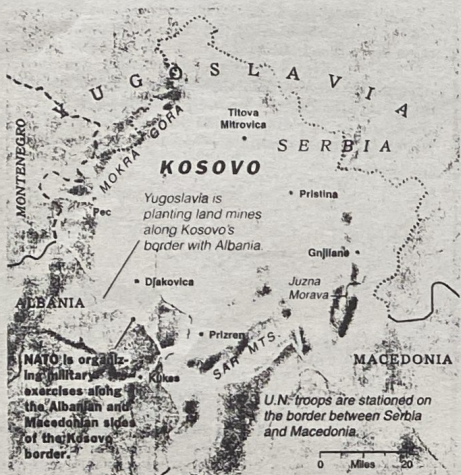 YUGOSLAVIA
Titova
Mitrovica
SERBIA
MOKRA GORA
MONTENEGRO
KOSOVO
Yugoslavia is
planting land mines
along Kosovo's
border with Albania.
Pristina
Pec
Gnjilane
Djakovica
Juzna
Morava
ALBANIA
Prizren
SAR MTS.
MACEDONIA
NATO is organiz-
ing military
exercises along
the Albanian and
Macedonian sides
of the Kosovo
border.
Kukes
U.N. troops are stationed on
the border between Serbia
and Macedonia.
0 Miles 20